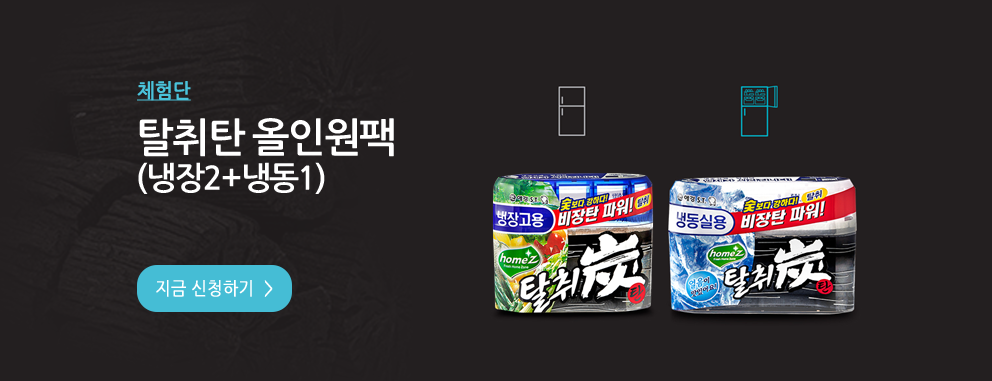 체험단
탈취탄 올인원팩
(냉장2+냉동1)
지금 신청하기
숯보다 강하다!
탈취
비장탄 파워!
냉장고용
homeZ
탈취炭
탄
숯보다 강하다!
탈취
비장탄 파워!
냉동실용
homeZ
탈취炭
탄